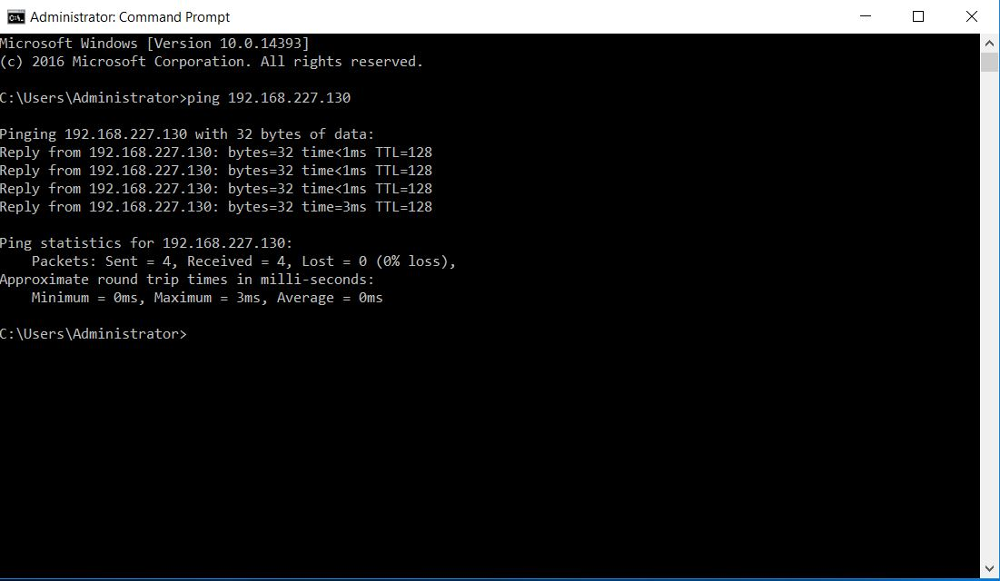 Administrator: Command Prompt
Microsoft Windows [Version 10.0.14393]
(c) 2016 Microsoft Corporation. All rights reserved.
C:\Users\Administrator>ping 192.168.227.130
Pinging 192.168.227.130 with 32 bytes of data:
Reply from 192.168.227.130: bytes=32 time<1ms TTL=128
Reply from 192.168.227.130: bytes=32 time<1ms TTL=128
Reply from 192.168.227.130: bytes=32 time<1ms TTL=128
Reply from 192.168.227.130: bytes=32 time=3ms TTL=128
Ping statistics for 192.168.227.130:
    Packets: Sent = 4, Received = 4, Lost = 0 (0% loss),
Approximate round trip times in milli-seconds:
    Minimum = 0ms, Maximum = 3ms, Average = 0ms
C:\Users\Administrator>